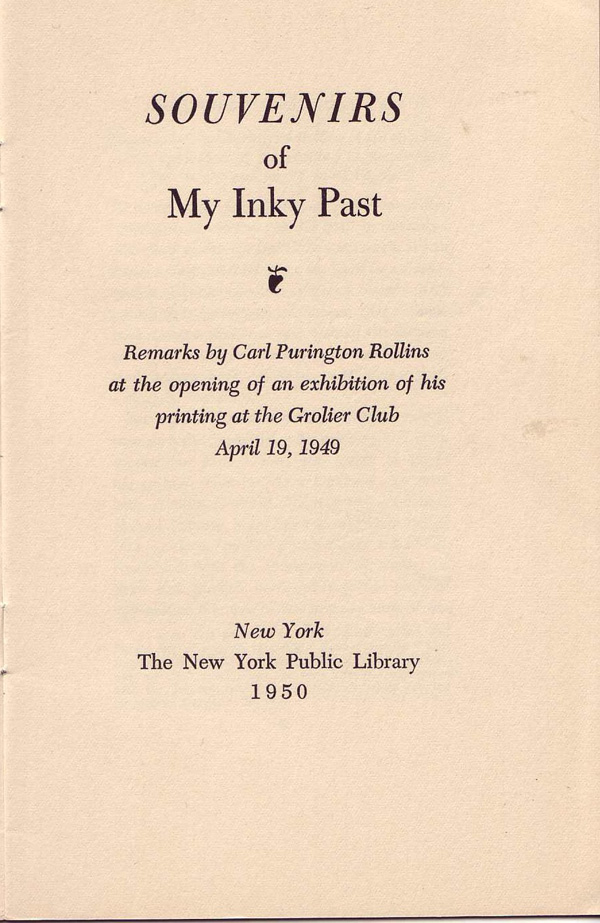 SOUVENIRS
of
My Inky Past
Remarks by Carl Purington Rollins
at the opening of an exhibition of his
printing at the Grolier Club
April 19, 1949
New York
The New York Public Library
1950